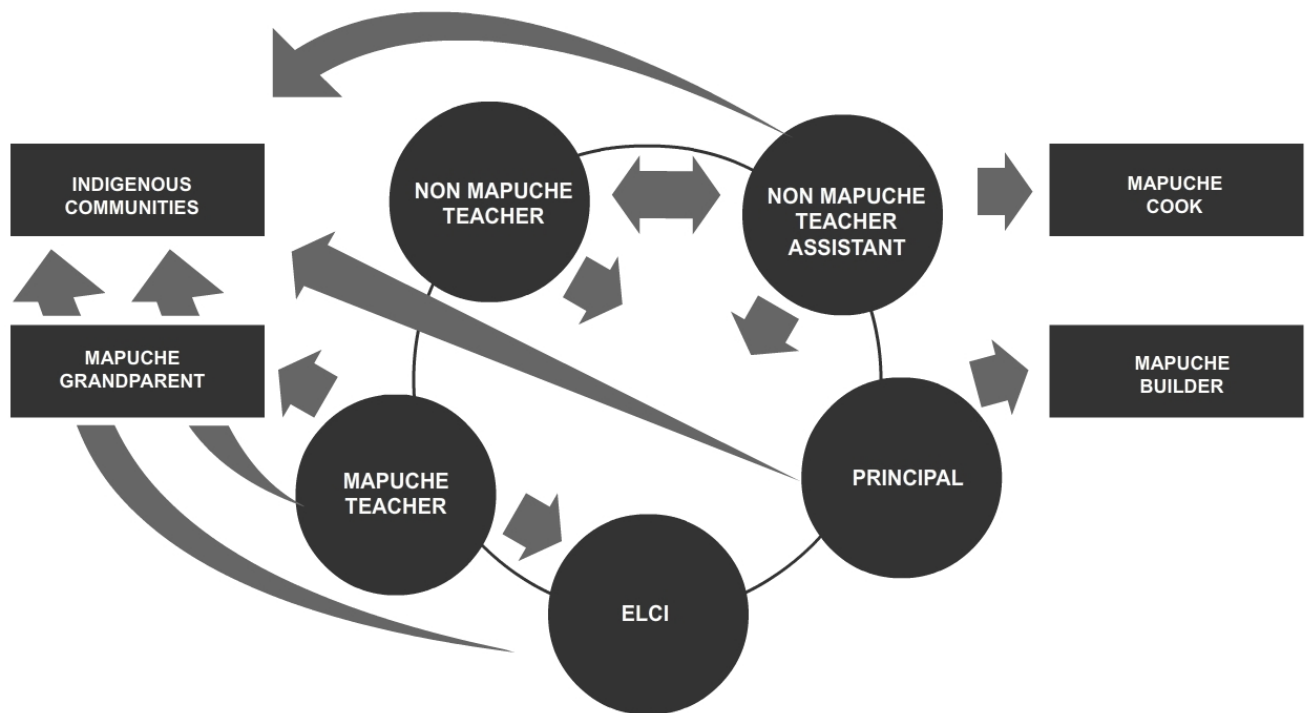 INDIGENOUS
COMMUNITIES
NON MAPUCHE
TEACHER
NON MAPUCHE
TEACHER
ASSISTANT
MAPUCHE
COOK
MAPUCHE
GRANDPARENT
MAPUCHE
BUILDER
MAPUCHE
TEACHER
PRINCIPAL
ELCI